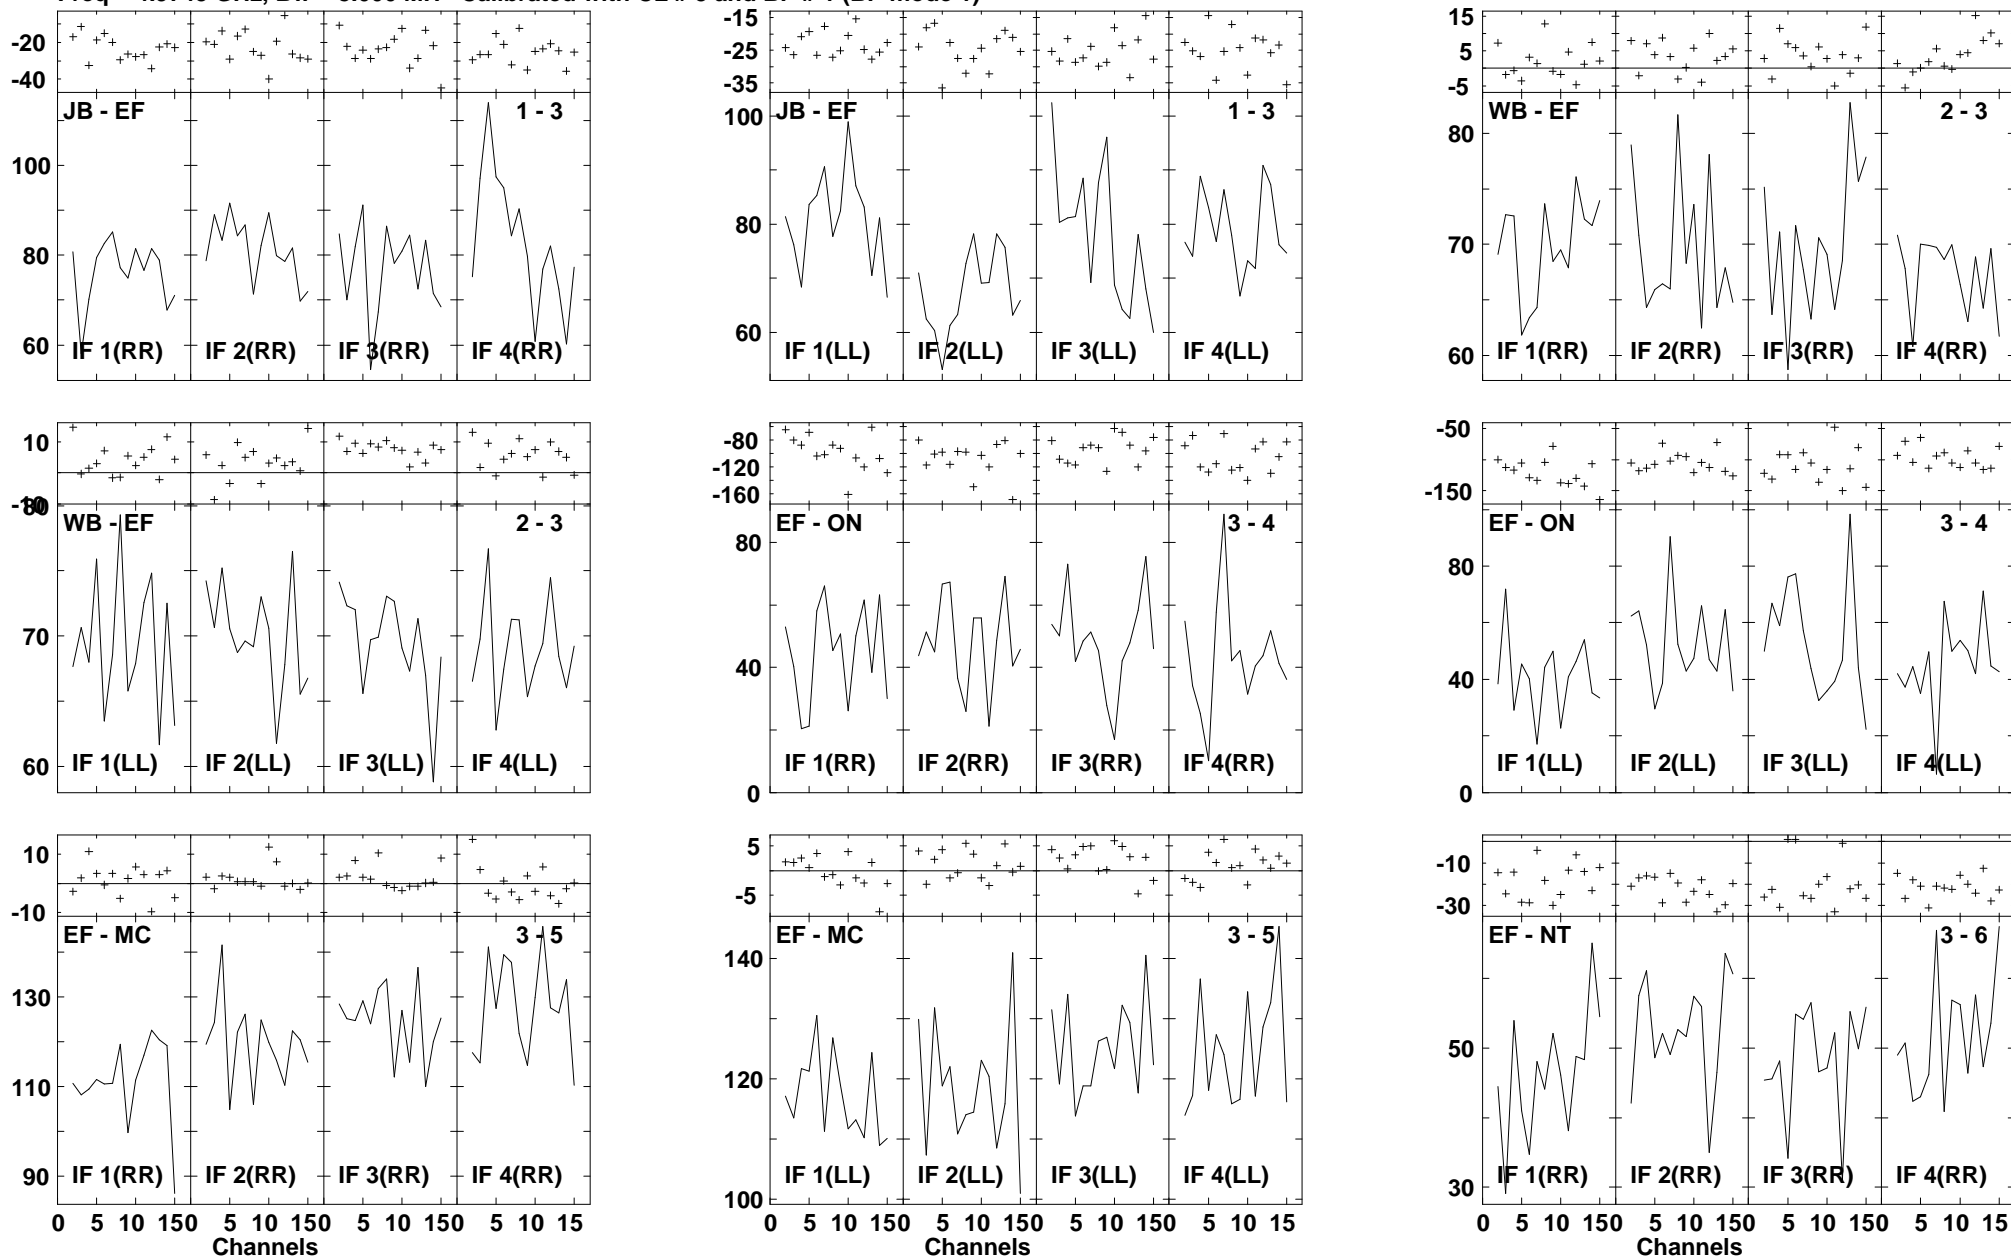 -20
-40
JB - EF
1 - 3
100
80
60
IF 1(RR)
IF 2(RR)
IF 3(RR)
IF 4(RR)
-15
-25
-35
JB - EF
1 - 3
100
80
60
IF 1(LL)
IF 2(LL)
IF 3(LL)
IF 4(LL)
15
5
-5
WB - EF
2 - 3
80
70
60
IF 1(RR)
IF 2(RR)
IF 3(RR)
IF 4(RR)
10
-10
80
WB - EF
2 - 3
70
60
IF 1(LL)
IF 2(LL)
IF 3(LL)
IF 4(LL)
-80
-120
-160
EF - ON
3 - 4
80
40
0
IF 1(RR)
IF 2(RR)
IF 3(RR)
IF 4(RR)
-50
-150
EF - ON
3 - 4
80
40
0
IF 1(LL)
IF 2(LL)
IF 3(LL)
IF 4(LL)
10
-10
EF - MC
3 - 5
130
110
90
IF 1(RR)
IF 2(RR)
IF 3(RR)
IF 4(RR)
0 5 10 15 0 5 10 15 0 5 10 15 0 5 10 15
Channels
5
-5
EF - MC
3 - 5
140
120
100
IF 1(LL)
IF 2(LL)
IF 3(LL)
IF 4(LL)
0 5 10 15 0 5 10 15 0 5 10 15 0 5 10 15
Channels
-10
-30
EF - NT
3 - 6
50
30
IF 1(RR)
IF 2(RR)
IF 3(RR)
IF 4(RR)
0 5 10 15 0 5 10 15 0 5 10 15 0 5 10 15
Channels